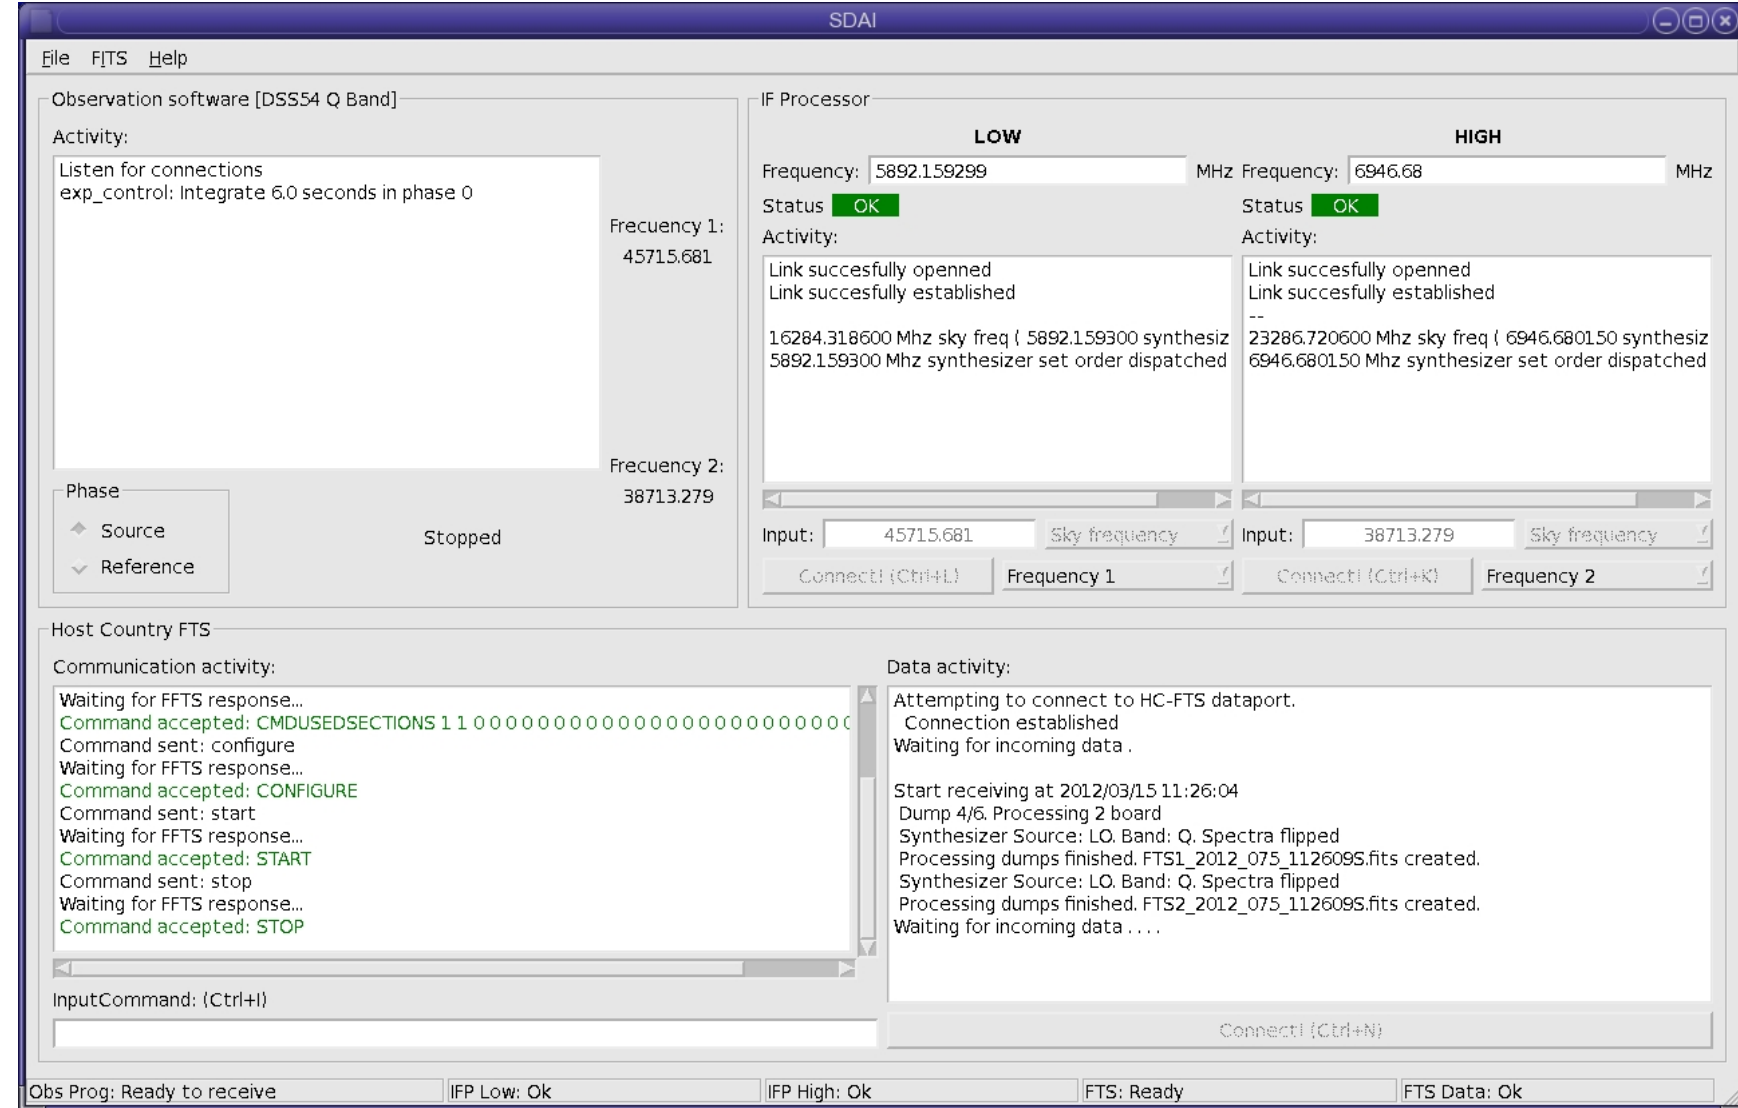 SDAI
File FITS Help
Observation software [DSS54 Q Band]
Activity:
Listen for connections
exp_control: Integrate 6.0 seconds in phase 0
Frecuency 1:
45715.681
Frecuency 2:
38713.279
Phase
Source
Reference
Stopped
IF Processor
LOW
Frequency: 5892.159299 MHz
Status OK
Activity:
Link succesfully openned
Link succesfully established
16284.318600 Mhz sky freq ( 5892.159300 synthesiz
5892.159300 Mhz synthesizer set order dispatched
Input: 45715.681 Sky frequency
Connect! (Ctrl+L) Frequency 1
HIGH
Frequency: 6946.68 MHz
Status OK
Activity:
Link succesfully openned
Link succesfully established
--
23286.720600 Mhz sky freq ( 6946.680150 synthesiz
6946.680150 Mhz synthesizer set order dispatched
Input: 38713.279 Sky frequency
Connect! (Ctrl+K) Frequency 2
Host Country FTS
Communication activity:
Waiting for FFTS response...
Command accepted: CMDUSEDSECTIONS 1 1 0 0 0 0 0 0 0 0 0 0 0 0 0 0 0 0 0 0 0 0 0 0 0
Command sent: configure
Waiting for FFTS response...
Command accepted: CONFIGURE
Command sent: start
Waiting for FFTS response...
Command accepted: START
Command sent: stop
Waiting for FFTS response...
Command accepted: STOP
InputCommand: (Ctrl+I)
Data activity:
Attempting to connect to HC-FTS dataport.
Connection established
Waiting for incoming data .
Start receiving at 2012/03/15 11:26:04
Dump 4/6. Processing 2 board
Synthesizer Source: LO. Band: Q. Spectra flipped
Processing dumps finished. FTS1_2012_075_112609S.fits created.
Synthesizer Source: LO. Band: Q. Spectra flipped
Processing dumps finished. FTS2_2012_075_112609S.fits created.
Waiting for incoming data . . . .
Connect! (Ctrl+N)
Obs Prog: Ready to receive
IFP Low: Ok
IFP High: Ok
FTS: Ready
FTS Data: Ok